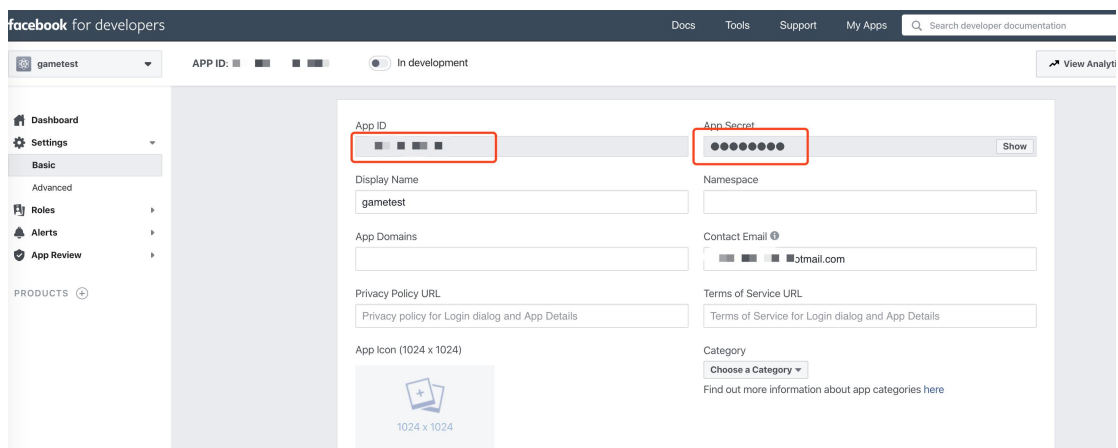 facebook for developers
Docs Tools Support My Apps Search developer documentation
gametest APP ID: In development View Analyti
Dashboard
Settings
Basic
Advanced
Roles
Alerts
App Review
PRODUCTS
App ID App Secret
●●●●●●●● Show
Display Name Namespace
gametest
App Domains Contact Email
otmail.com
Privacy Policy URL Terms of Service URL
Privacy policy for Login dialog and App Details Terms of Service for Login dialog and App Details
App Icon (1024 x 1024) Category
Choose a Category
Find out more information about app categories here
1024 x 1024